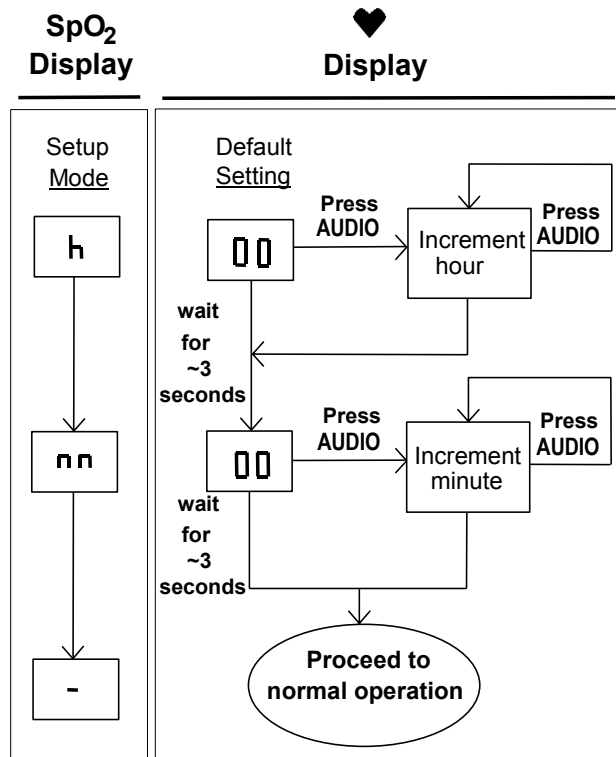 SpO2
Display
♥
Display
Setup
Mode
h
nn
-
Default
Setting
00
Press
AUDIO
Increment
hour
Press
AUDIO
wait
for
~3
seconds
00
Press
AUDIO
Increment
minute
Press
AUDIO
wait
for
~3
seconds
Proceed to
normal operation